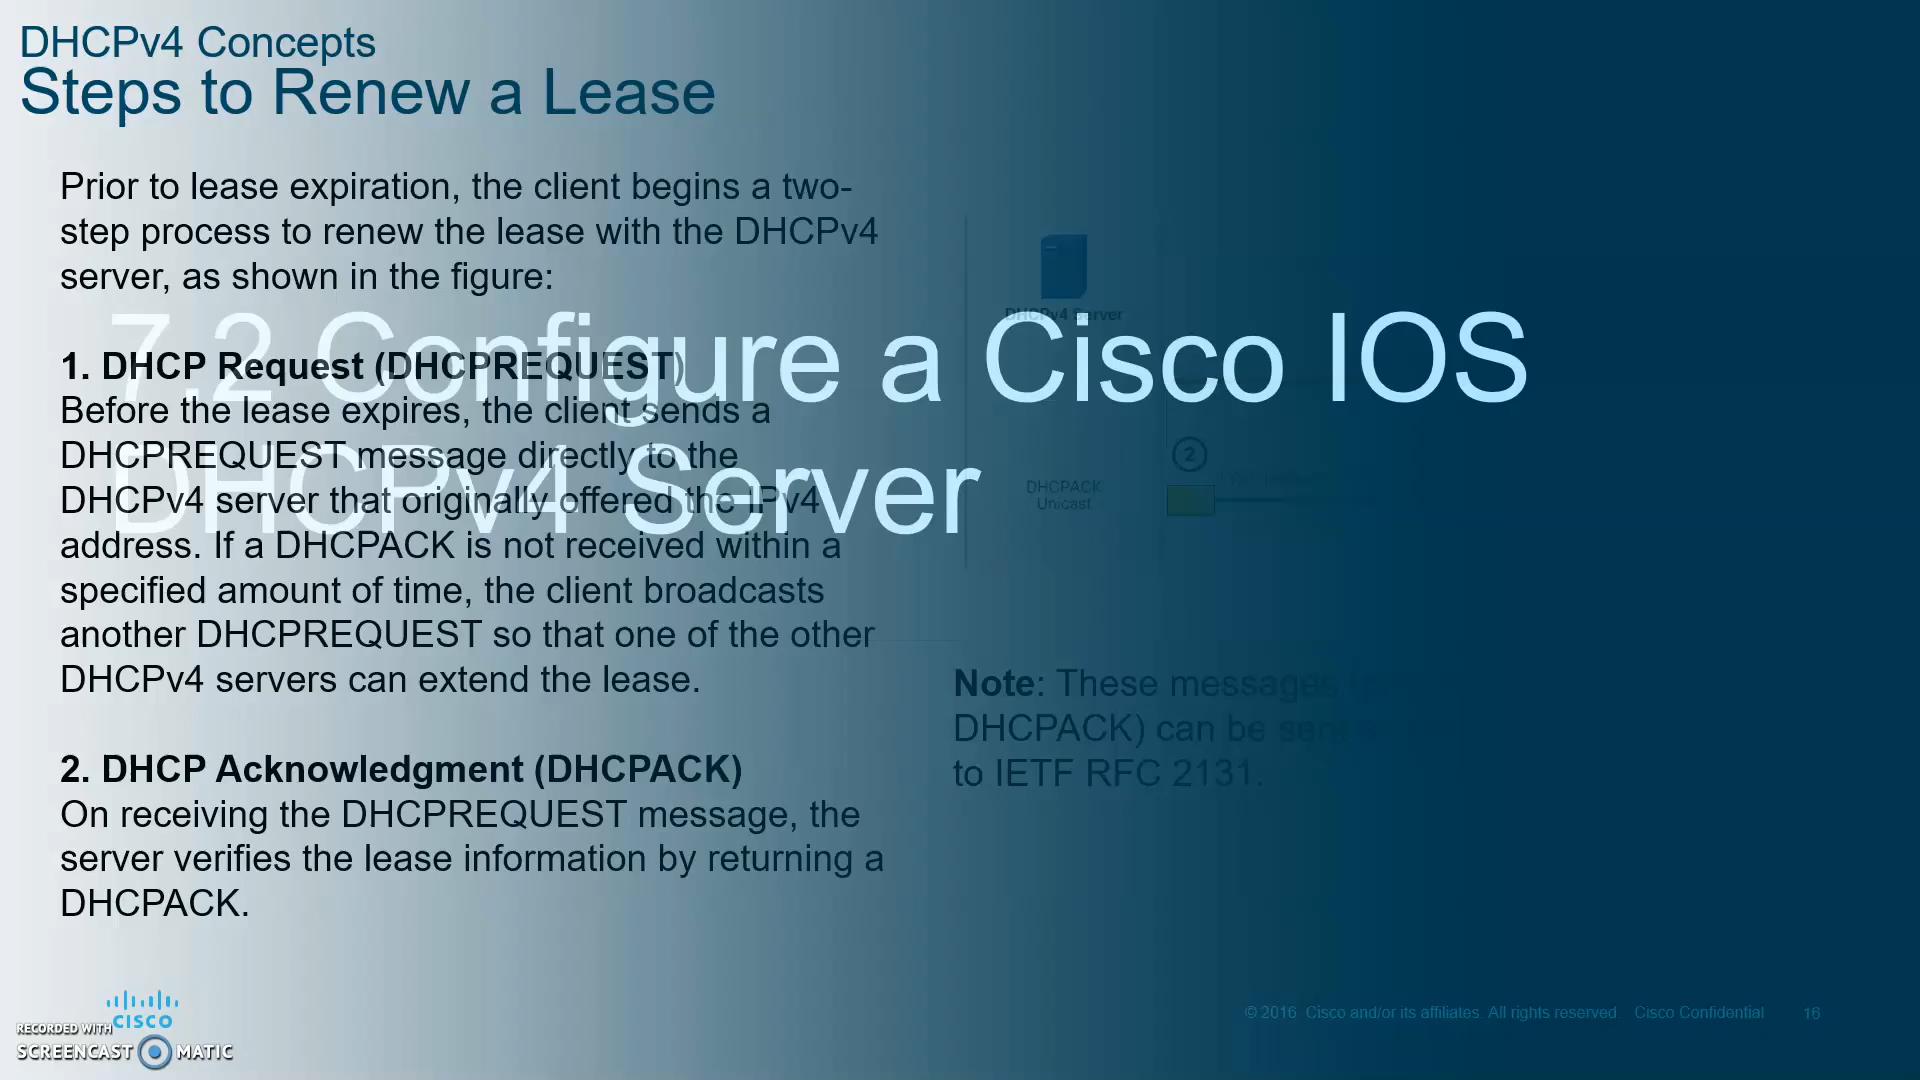 DHCPv4 Concepts
Steps to Renew a Lease
Prior to lease expiration, the client begins a two-
step process to renew the lease with the DHCPv4
server, as shown in the figure:
7.2 Configure a Cisco IOS
DHCPv4 Server
1. DHCP Request (DHCPREQUEST)
Before the lease expires, the client sends a
DHCPREQUEST message directly to the
DHCPv4 server that originally offered the IPv4
address. If a DHCPACK is not received within a
specified amount of time, the client broadcasts
another DHCPREQUEST so that one of the other
DHCPv4 servers can extend the lease.
2. DHCP Acknowledgment (DHCPACK)
On receiving the DHCPREQUEST message, the
server verifies the lease information by returning a
DHCPACK.
DHCPv4 Server
2
DHCPACK
Unicast
Note: These messages
DHCPACK) can be
to IETF RFC 2131.
CISCO
RECORDED WITH
SCREENCAST MATIC
© 2016 Cisco and/or its affiliates. All rights reserved. Cisco Confidential 16